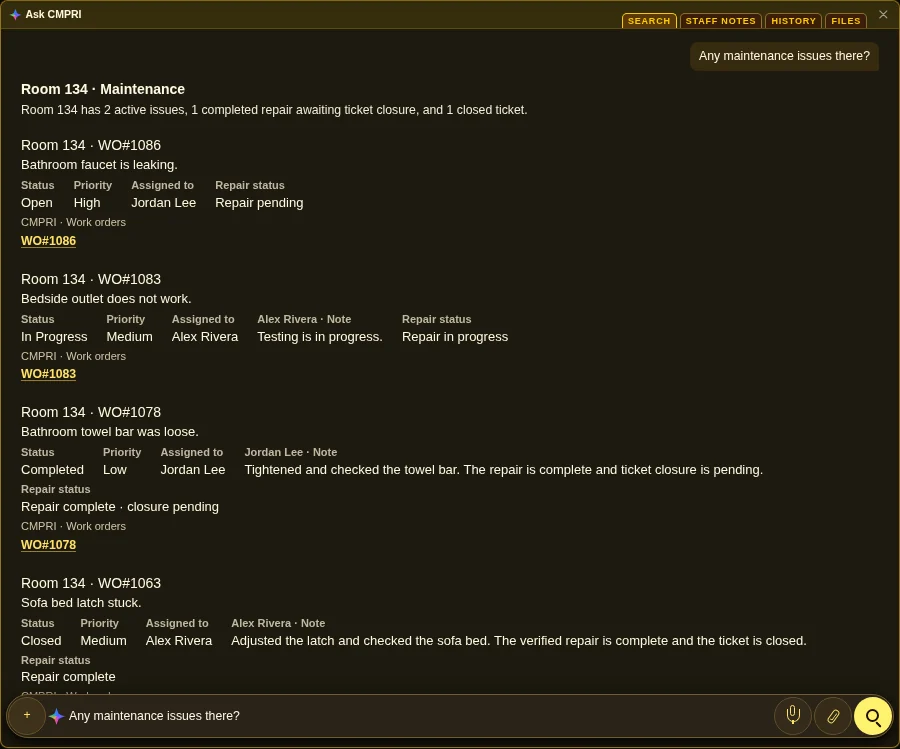 Ask CMPRI
SEARCH STAFF NOTES HISTORY FILES
Any maintenance issues there?
Room 134 · Maintenance
Room 134 has 2 active issues, 1 completed repair awaiting ticket closure, and 1 closed ticket.
Room 134 · WO#1086
Bathroom faucet is leaking.
Status Priority Assigned to Repair status
Open High Jordan Lee Repair pending
CMPRI · Work orders
WO#1086
Room 134 · WO#1083
Bedside outlet does not work.
Status Priority Assigned to Alex Rivera · Note Repair status
In Progress Medium Alex Rivera Testing is in progress. Repair in progress
CMPRI · Work orders
WO#1083
Room 134 · WO#1078
Bathroom towel bar was loose.
Status Priority Assigned to Jordan Lee · Note
Completed Low Jordan Lee Tightened and checked the towel bar. The repair is complete and ticket closure is pending.
Repair status
Repair complete · closure pending
CMPRI · Work orders
WO#1078
Room 134 · WO#1063
Sofa bed latch stuck.
Status Priority Assigned to Alex Rivera · Note
Closed Medium Alex Rivera Adjusted the latch and checked the sofa bed. The verified repair is complete and the ticket is closed.
Repair status
Repair complete
+ Any maintenance issues there?